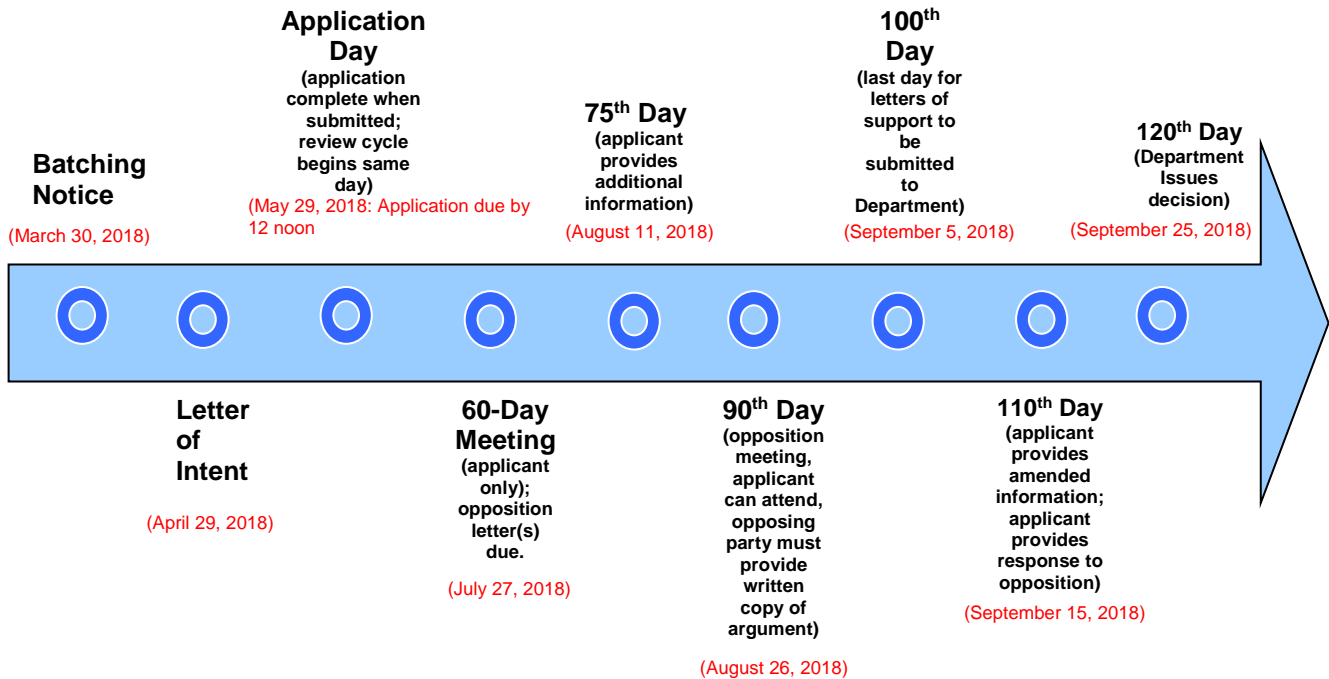 Batching
Notice
(March 30, 2018)
Letter
of
Intent
(April 29, 2018)
Application
Day
(application
complete when
submitted;
review cycle
begins same
day)
(May 29, 2018: Application due by
12 noon
60-Day
Meeting
(applicant
only);
opposition
letter(s)
due.
(July 27, 2018)
75th Day
(applicant
provides
additional
information)
(August 11, 2018)
90th Day
(opposition
meeting,
applicant
can attend,
opposing
party must
provide
written
copy of
argument)
(August 26, 2018)
100th
Day
(last day for
letters of
support to
be
submitted
to
Department)
(September 5, 2018)
110th Day
(applicant
provides
amended
information;
applicant
provides
response to
opposition)
(September 15, 2018)
120th Day
(Department
Issues
decision)
(September 25, 2018)